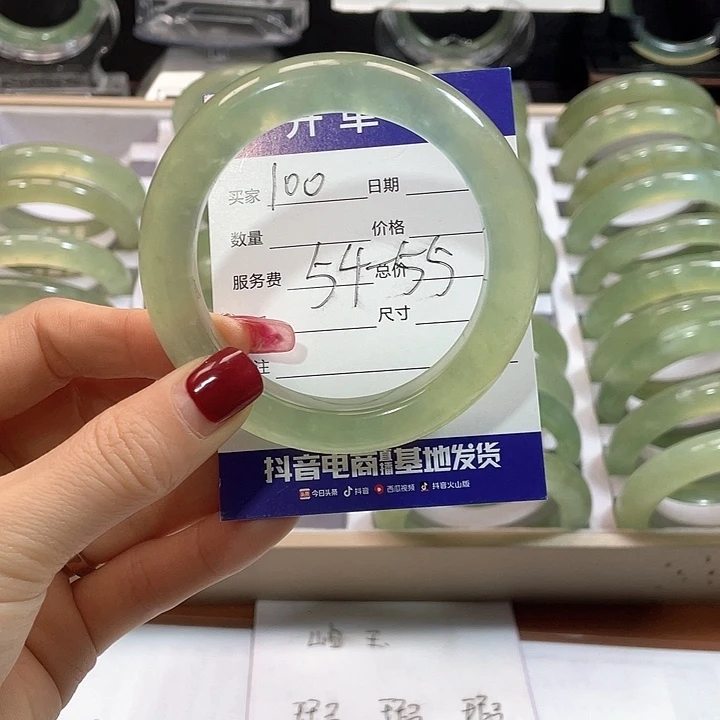 开单
买家 100 日期
数量 价格
服务费 54-55 总价
尺寸
注
抖音电商直播基地发货
今日头条 抖音 西瓜视频 抖音火山版
岫玉